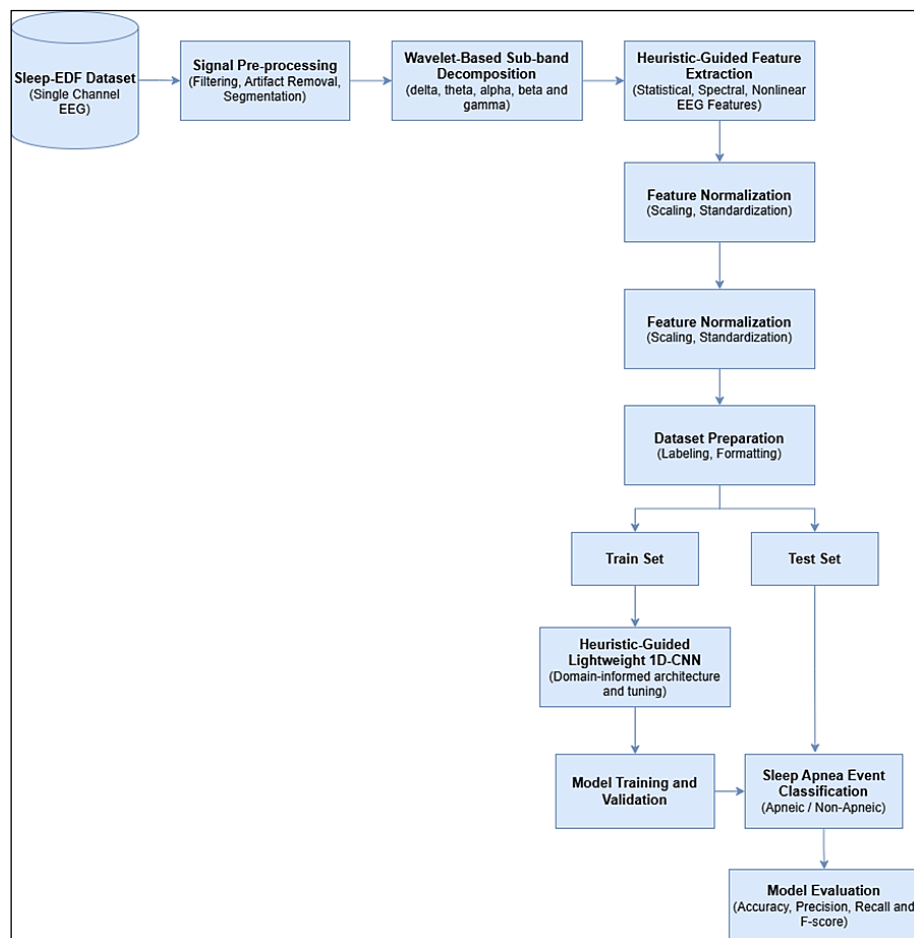 Sleep-EDF Dataset
(Single Channel
EEG)
Signal Pre-processing
(Filtering, Artifact Removal,
Segmentation)
Wavelet-Based Sub-band
Decomposition
(delta, theta, alpha, beta and
gamma)
Heuristic-Guided Feature
Extraction
(Statistical, Spectral, Nonlinear
EEG Features)
Feature Normalization
(Scaling, Standardization)
Feature Normalization
(Scaling, Standardization)
Dataset Preparation
(Labeling, Formatting)
Train Set
Test Set
Heuristic-Guided
Lightweight 1D-CNN
(Domain-informed architecture
and tuning)
Model Training and
Validation
Sleep Apnea Event
Classification
(Apneic / Non-Apneic)
Model Evaluation
(Accuracy, Precision, Recall and
F-score)